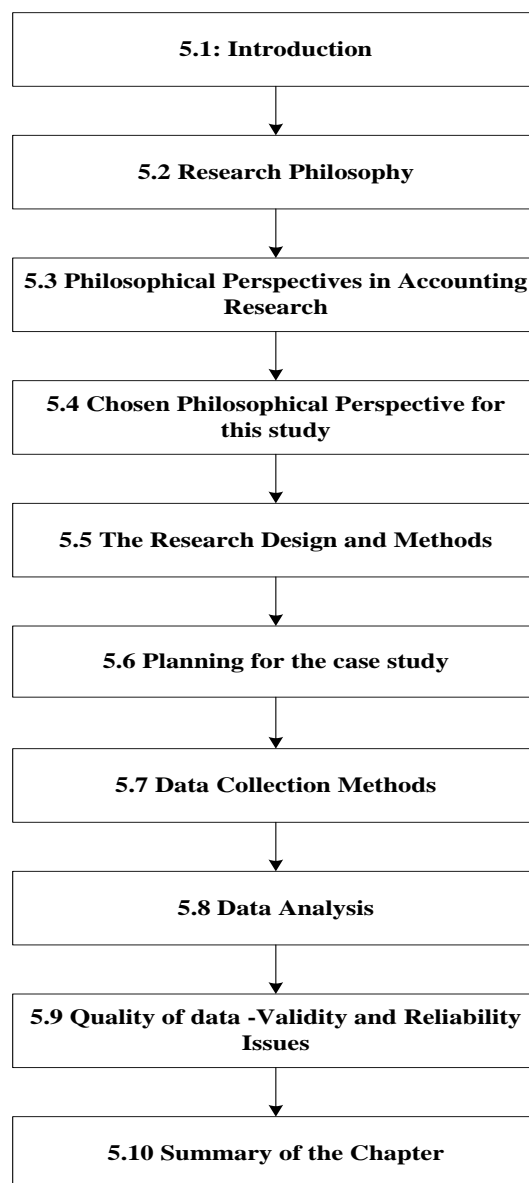 5.1: Introduction
5.2 Research Philosophy
5.3 Philosophical Perspectives in Accounting
Research
5.4 Chosen Philosophical Perspective for
this study
5.5 The Research Design and Methods
5.6 Planning for the case study
5.7 Data Collection Methods
5.8 Data Analysis
5.9 Quality of data -Validity and Reliability
Issues
5.10 Summary of the Chapter